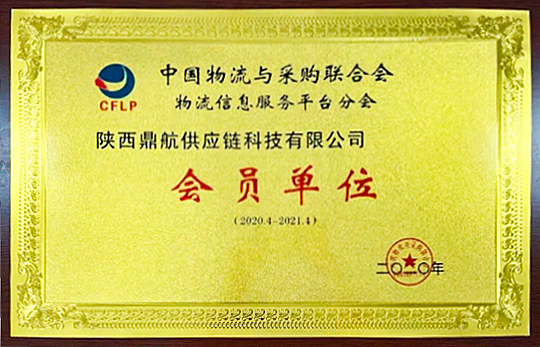 中国物流与采购联合会
CFLP
物流信息服务平台分会
陕西鼎航供应链科技有限公司
会员单位
(2020.4-2021.4)
二〇二〇年